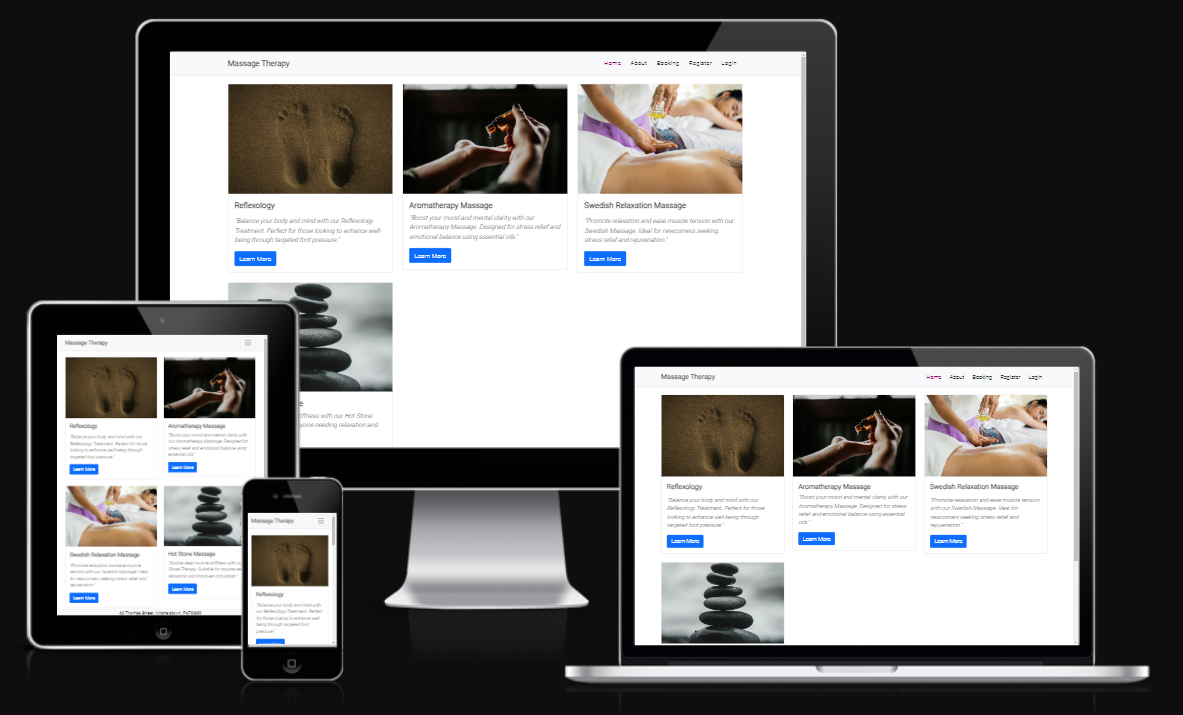 Massage Therapy
Home About Booking Register Login
Reflexology
"Balance your body and mind with our Reflexology
Treatment. Perfect for those looking to enhance well-
being through targeted foot pressure."
Learn More
Aromatherapy Massage
"Boost your mood and mental clarity with our
Aromatherapy Massage. Designed for stress relief and
emotional balance using essential oils."
Learn More
Swedish Relaxation Massage
"Promote relaxation and ease muscle tension with our
Swedish Massage. Ideal for newcomers seeking
stress relief and rejuvenation."
Learn More
stiffness with our Hot Stone
anyone needing relaxation and
Massage Therapy
Reflexology
"Balance your body and mind with our
Reflexology Treatment. Perfect for those
looking to enhance well-being through
targeted foot pressure."
Learn More
Aromatherapy Massage
"Boost your mood and mental clarity with
our Aromatherapy Massage. Designed for
stress relief and emotional balance using
essential oils."
Learn More
Swedish Relaxation Massage
"Promote relaxation and ease muscle
tension with our Swedish Massage. Ideal
for newcomers seeking stress relief and
rejuvenation."
Learn More
Hot Stone Massage
"Soothe deep muscle stiffness with our
Stone Therapy. Suitable for anyone
relaxation and improved circulation."
Learn More
Thomas Street, Mitchelstown,
Massage Therapy
Reflexology
"Balance your body and mind with our
Reflexology Treatment. Perfect
for those looking to enhance well-
being through targeted foot
pressure."
Massage Therapy
Home About Booking Register Login
Reflexology
"Balance your body and mind with our
Reflexology Treatment. Perfect for those
looking to enhance well-being through
targeted foot pressure."
Learn More
Aromatherapy Massage
"Boost your mood and mental clarity with our
Aromatherapy Massage. Designed for stress
relief and emotional balance using essential
oils."
Learn More
Swedish Relaxation Massage
"Promote relaxation and ease muscle tension
with our Swedish Massage. Ideal for
newcomers seeking stress relief and
rejuvenation."
Learn More